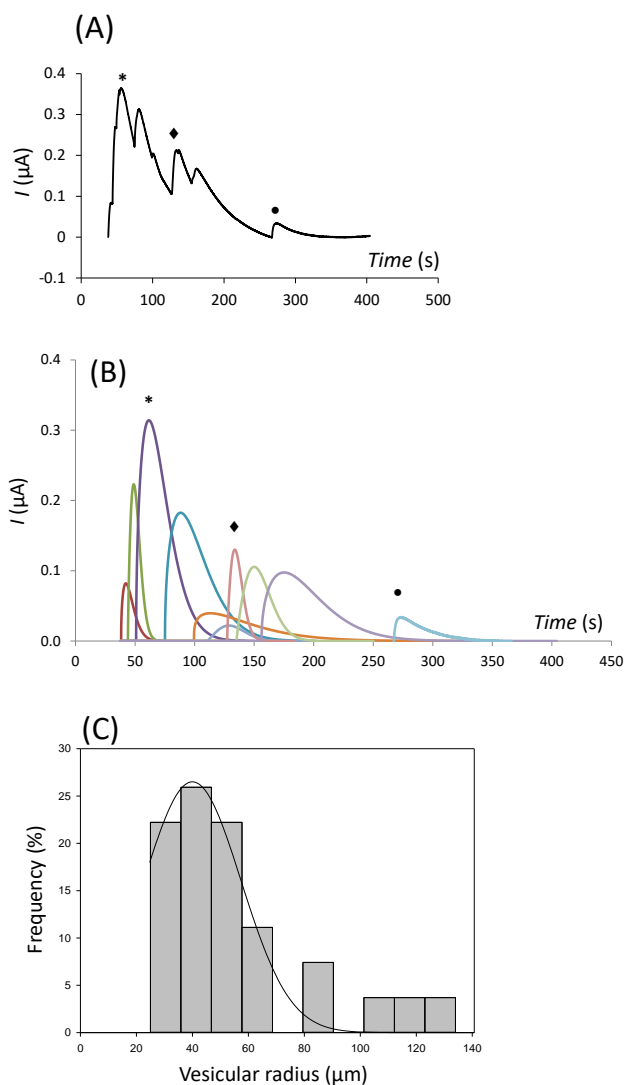 (A)
*
◆
●
I (µA)
0.4
0.3
0.2
0.1
0
-0.1
Time (s)
0 100 200 300 400 500
(B)
*
◆
●
I (µA)
0.4
0.3
0.2
0.1
0.0
Time (s)
0 50 100 150 200 250 300 350 400 450
(C)
Frequency (%)
30
25
20
15
10
5
0
0 20 40 60 80 100 120 140
Vesicular radius (µm)